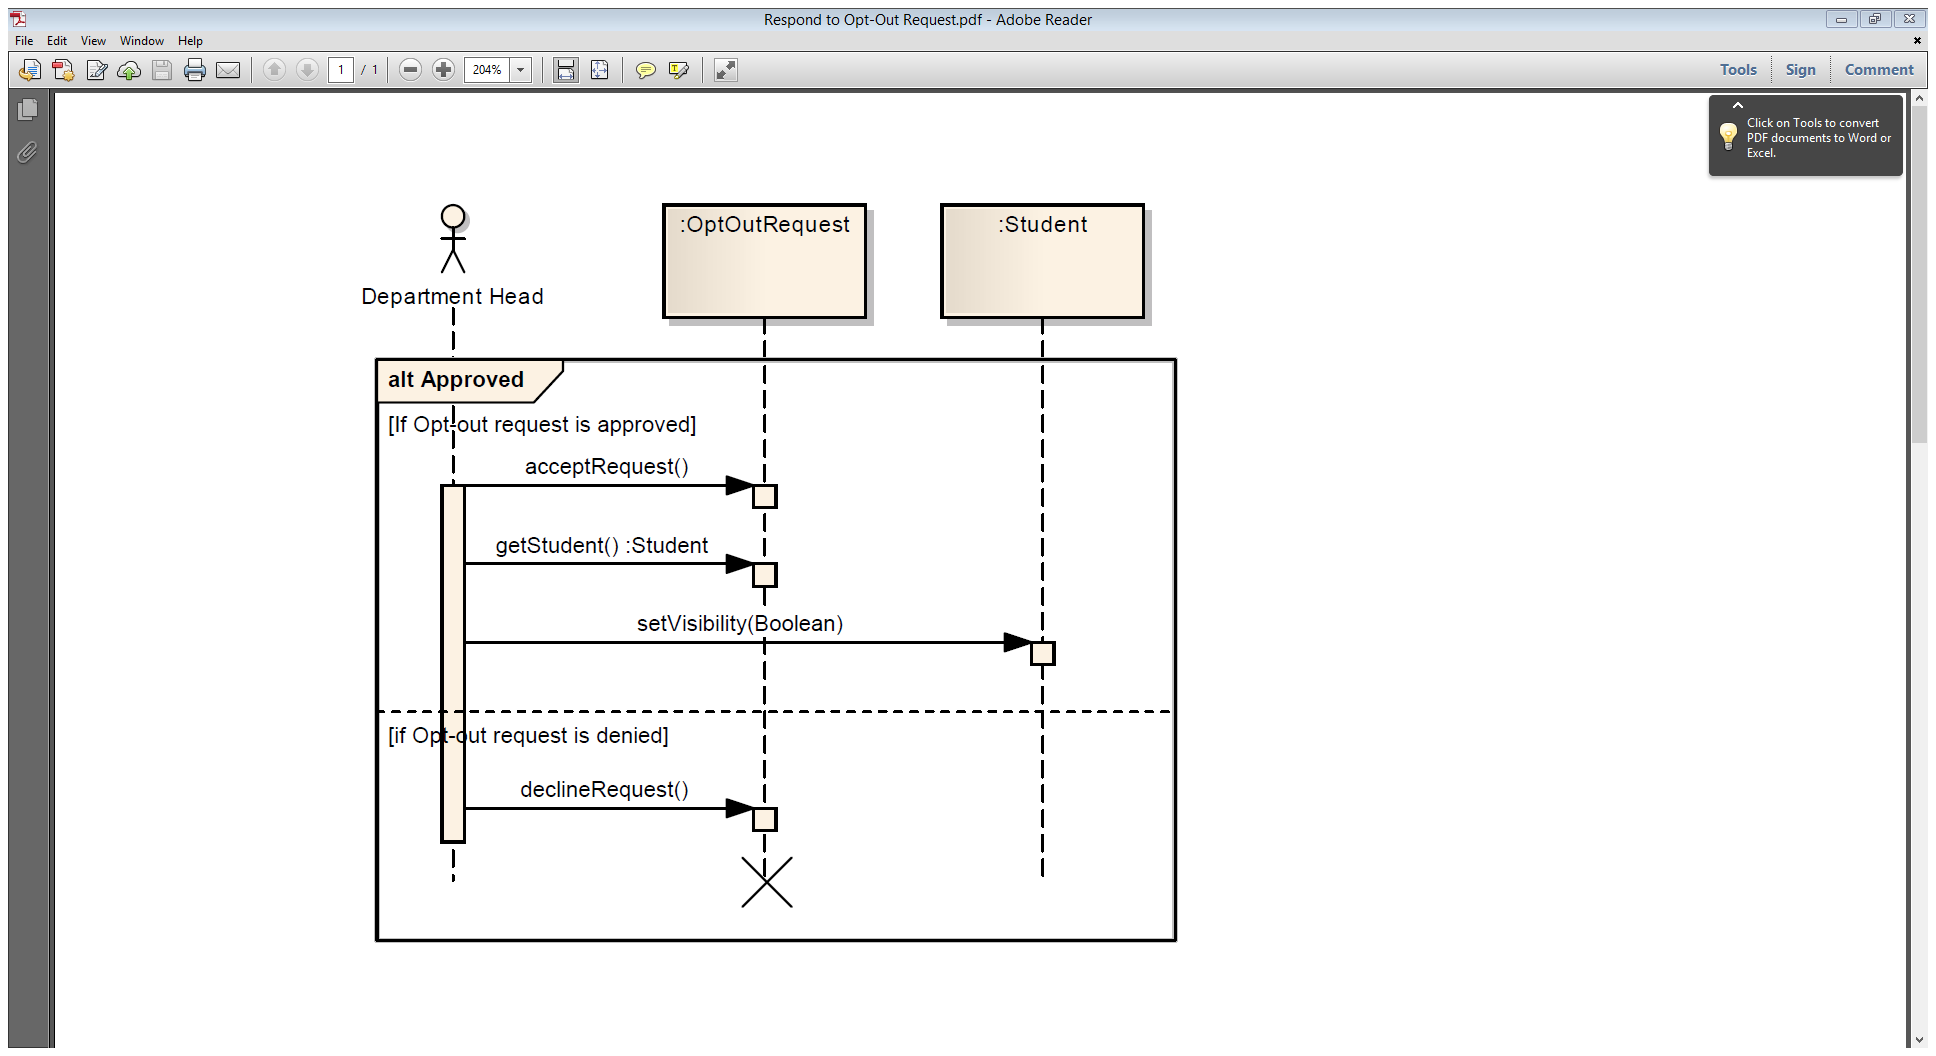 Respond to Opt-Out Request.pdf - Adobe Reader
File Edit View Window Help
1 / 1 204% Tools Sign Comment
Click on Tools to convert
PDF documents to Word or
Excel.
:OptOutRequest :Student
Department Head
alt Approved
[If Opt-out request is approved]
acceptRequest()
getStudent() :Student
setVisibility(Boolean)
[if Opt-out request is denied]
declineRequest()